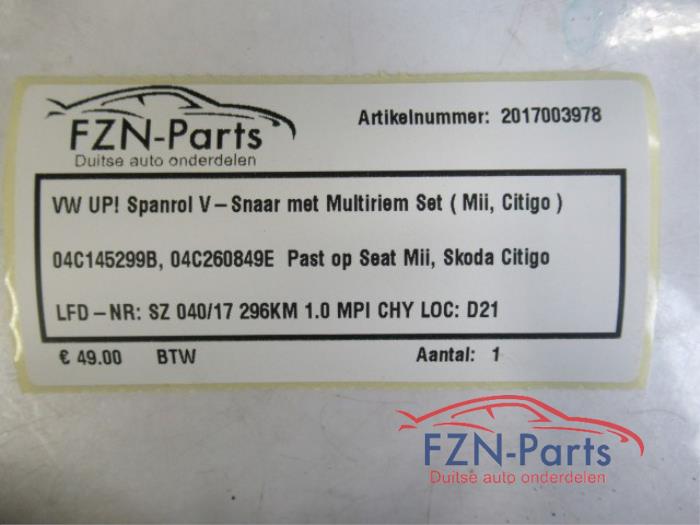 FZN-Parts
Duitse auto onderdelen
Artikelnummer: 2017003978
VW UP! Spanrol V-Snaar met Multiriem Set ( Mii, Citigo )
04C145299B, 04C260849E Past op Seat Mii, Skoda Citigo
LFD-NR: SZ 040/17 296KM 1.0 MPI CHY LOC: D21
€ 49.00 BTW Aantal: 1
FZN-Parts
Duitse auto onderdelen